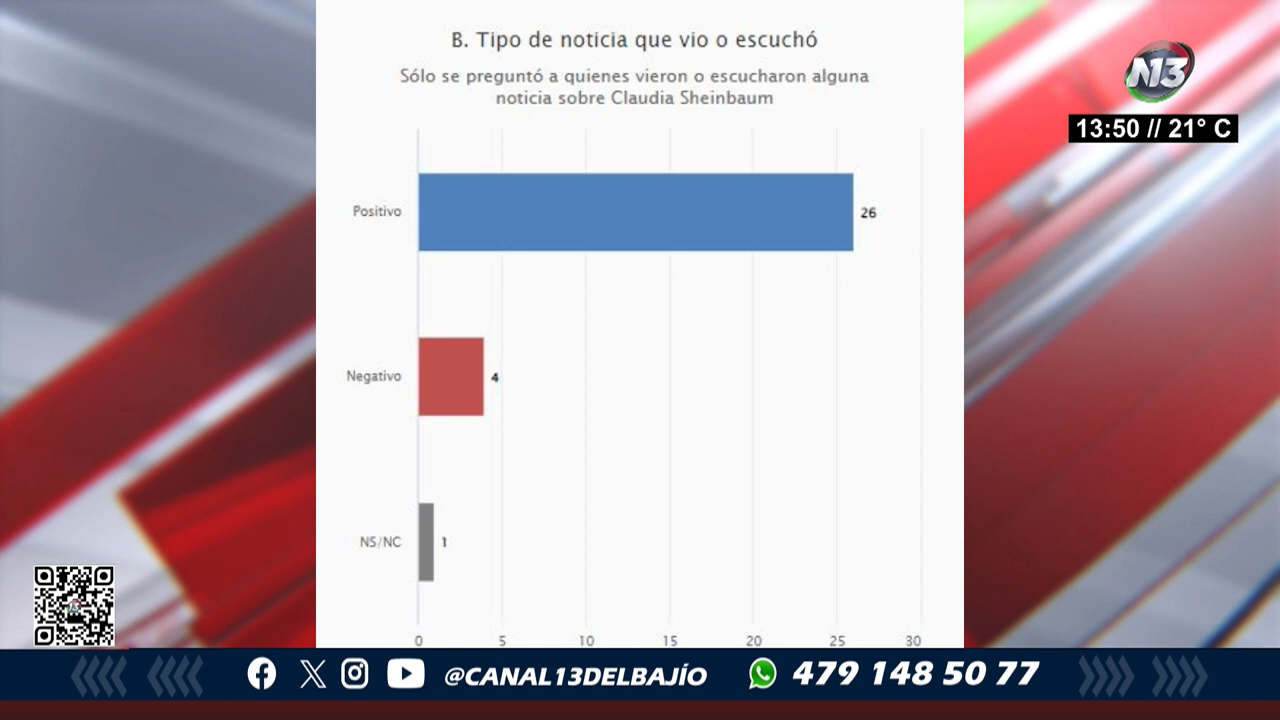 B. Tipo de noticia que vio o escuchó
Sólo se preguntó a quienes vieron o escucharon alguna
noticia sobre Claudia Sheinbaum
N13
13:50 // 21° C
Positivo
26
Negativo
4
NS/NC
1
0 5 10 15 20 25 30
@CANAL13DELBAJÍO
479 148 50 77